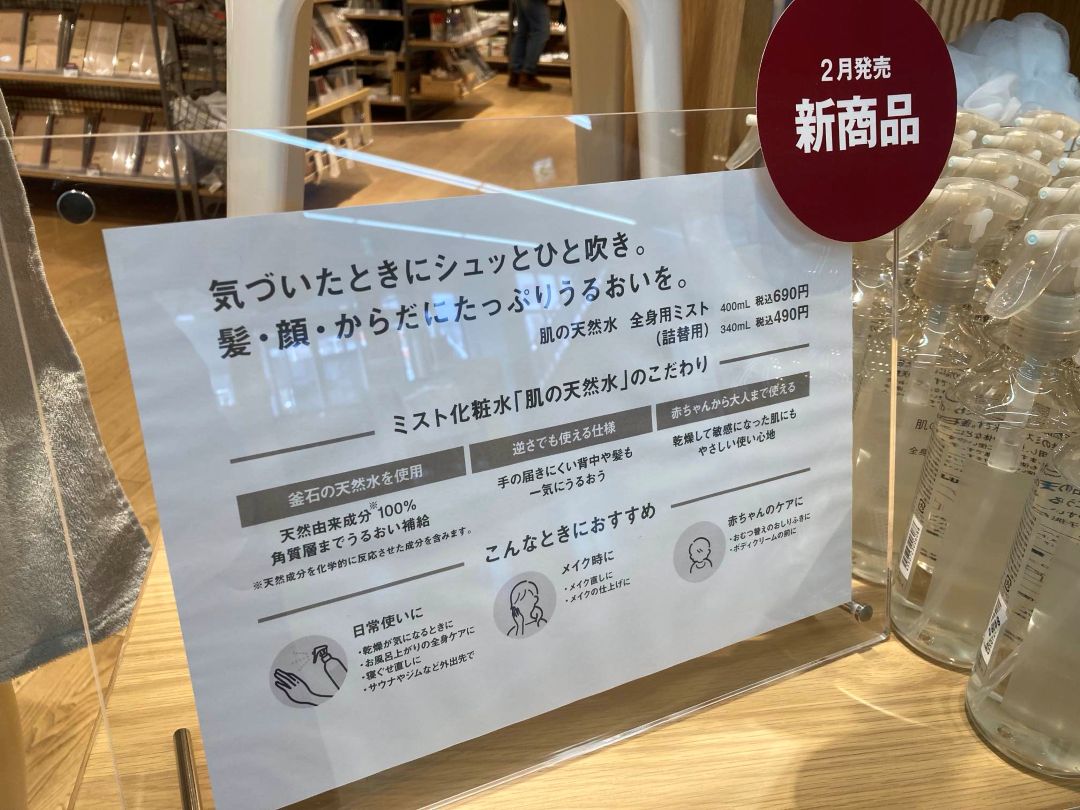 2月発売
新商品
気づいたときにシュッとひと吹き。
髪・顔・からだにたっぷりうるおいを。
肌の天然水 全身用ミスト 400mL 税込690円
(詰替用) 340mL 税込490円
ミスト化粧水「肌の天然水」のこだわり
釜石の天然水を使用
天然由来成分※100%
角質層までうるおい補給
※天然成分を化学的に反応させた成分を含みます。
逆さでも使える仕様
手の届きにくい背中や髪も
一気にうるおう
赤ちゃんから大人まで使える
乾燥して敏感になった肌にも
やさしい使い心地
こんなときにおすすめ
日常使いに
・乾燥が気になるときに
・お風呂上がりの全身ケアに
・寝ぐせ直しに
・サウナやジムなど外出先で
メイク時に
・メイク直しに
・メイクの仕上げに
赤ちゃんのケアに
・おむつ替えのおしりふきに
・ボディクリームの前に